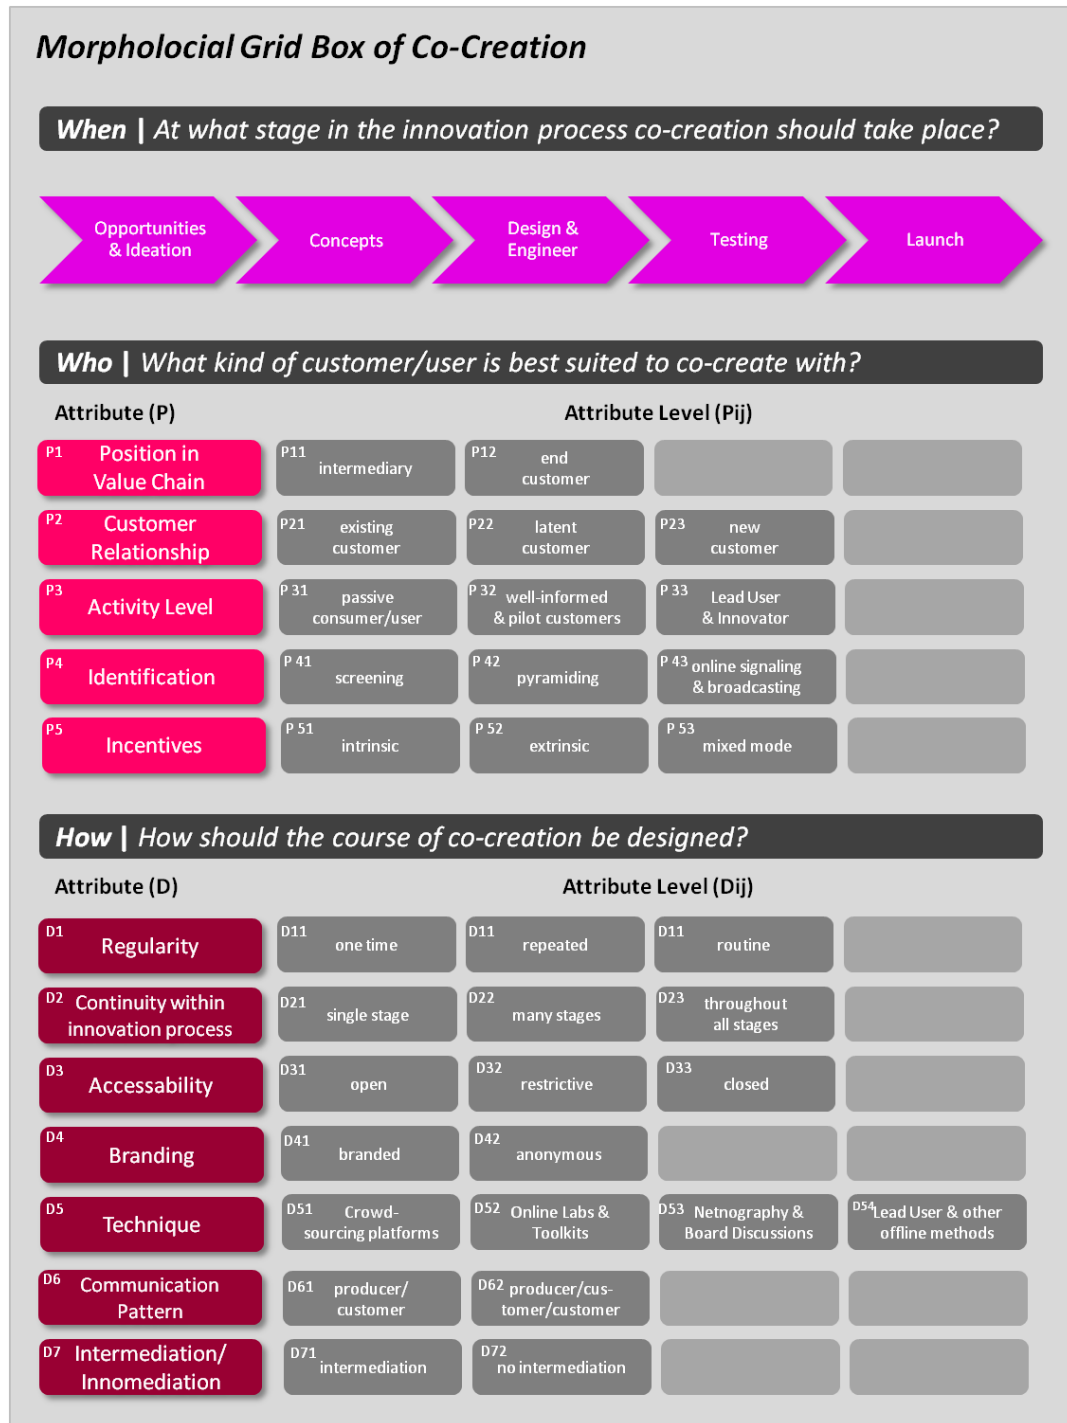 Morpholocial Grid Box of Co-Creation
When | At what stage in the innovation process co-creation should take place?
Opportunities
& Ideation
Concepts
Design &
Engineer
Testing
Launch
Who | What kind of customer/user is best suited to co-create with?
Attribute (P)
Attribute Level (Pij)
P1
Position in
Value Chain
P11
intermediary
P12
end
customer
P2
Customer
Relationship
P21
existing
customer
P22
latent
customer
P23
new
customer
P3
Activity Level
P 31
passive
consumer/user
P 32
well-informed
& pilot customers
P 33
Lead User
& Innovator
P4
Identification
P 41
screening
P 42
pyramiding
P 43
online signaling
& broadcasting
P5
Incentives
P 51
intrinsic
P 52
extrinsic
P 53
mixed mode
How | How should the course of co-creation be designed?
Attribute (D)
Attribute Level (Dij)
D1
Regularity
D11
one time
D11
repeated
D11
routine
D2
Continuity within
innovation process
D21
single stage
D22
many stages
D23
throughout
all stages
D3
Accessability
D31
open
D32
restrictive
D33
closed
D4
Branding
D41
branded
D42
anonymous
D5
Technique
D51
Crowd-
sourcing platforms
D52
Online Labs &
Toolkits
D53
Netnography &
Board Discussions
D54
Lead User & other
offline methods
D6
Communication
Pattern
D61
producer/
customer
D62
producer/cus-
tomer/customer
D7
Intermediation/
Innomediation
D71
intermediation
D72
no intermediation